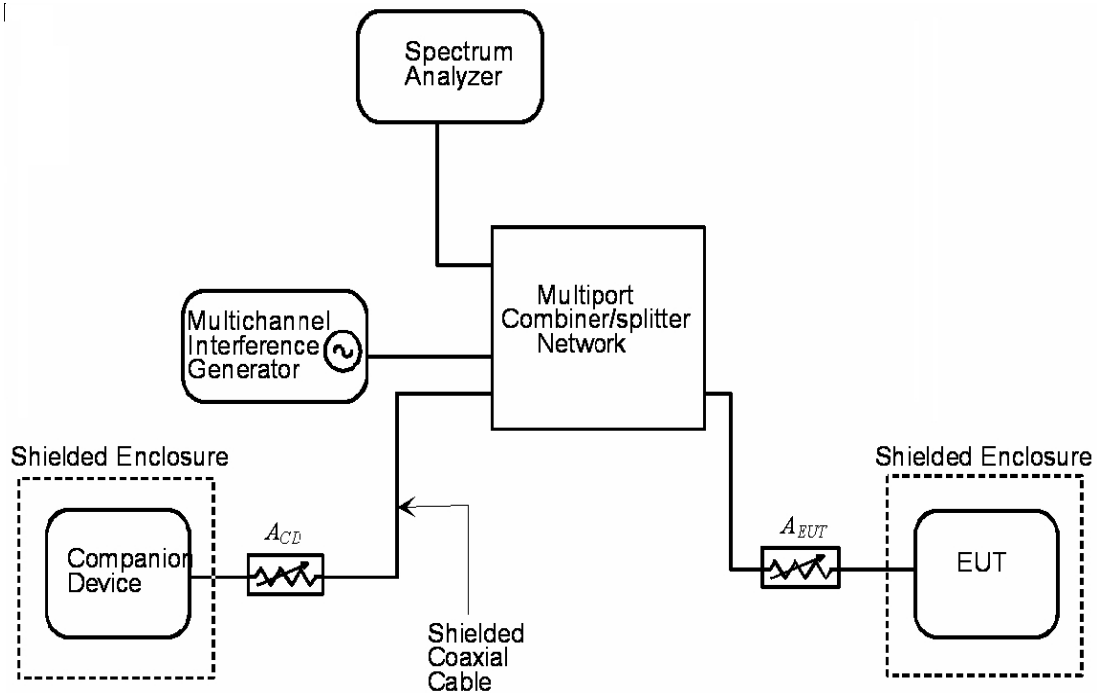 Spectrum
Analyzer
Multiport
Combiner/splitter
Network
Multichannel
Interference
Generator
Shielded Enclosure
Shielded Enclosure
A_CD
A_EUT
Companion
Device
EUT
Shielded
Coaxial
Cable